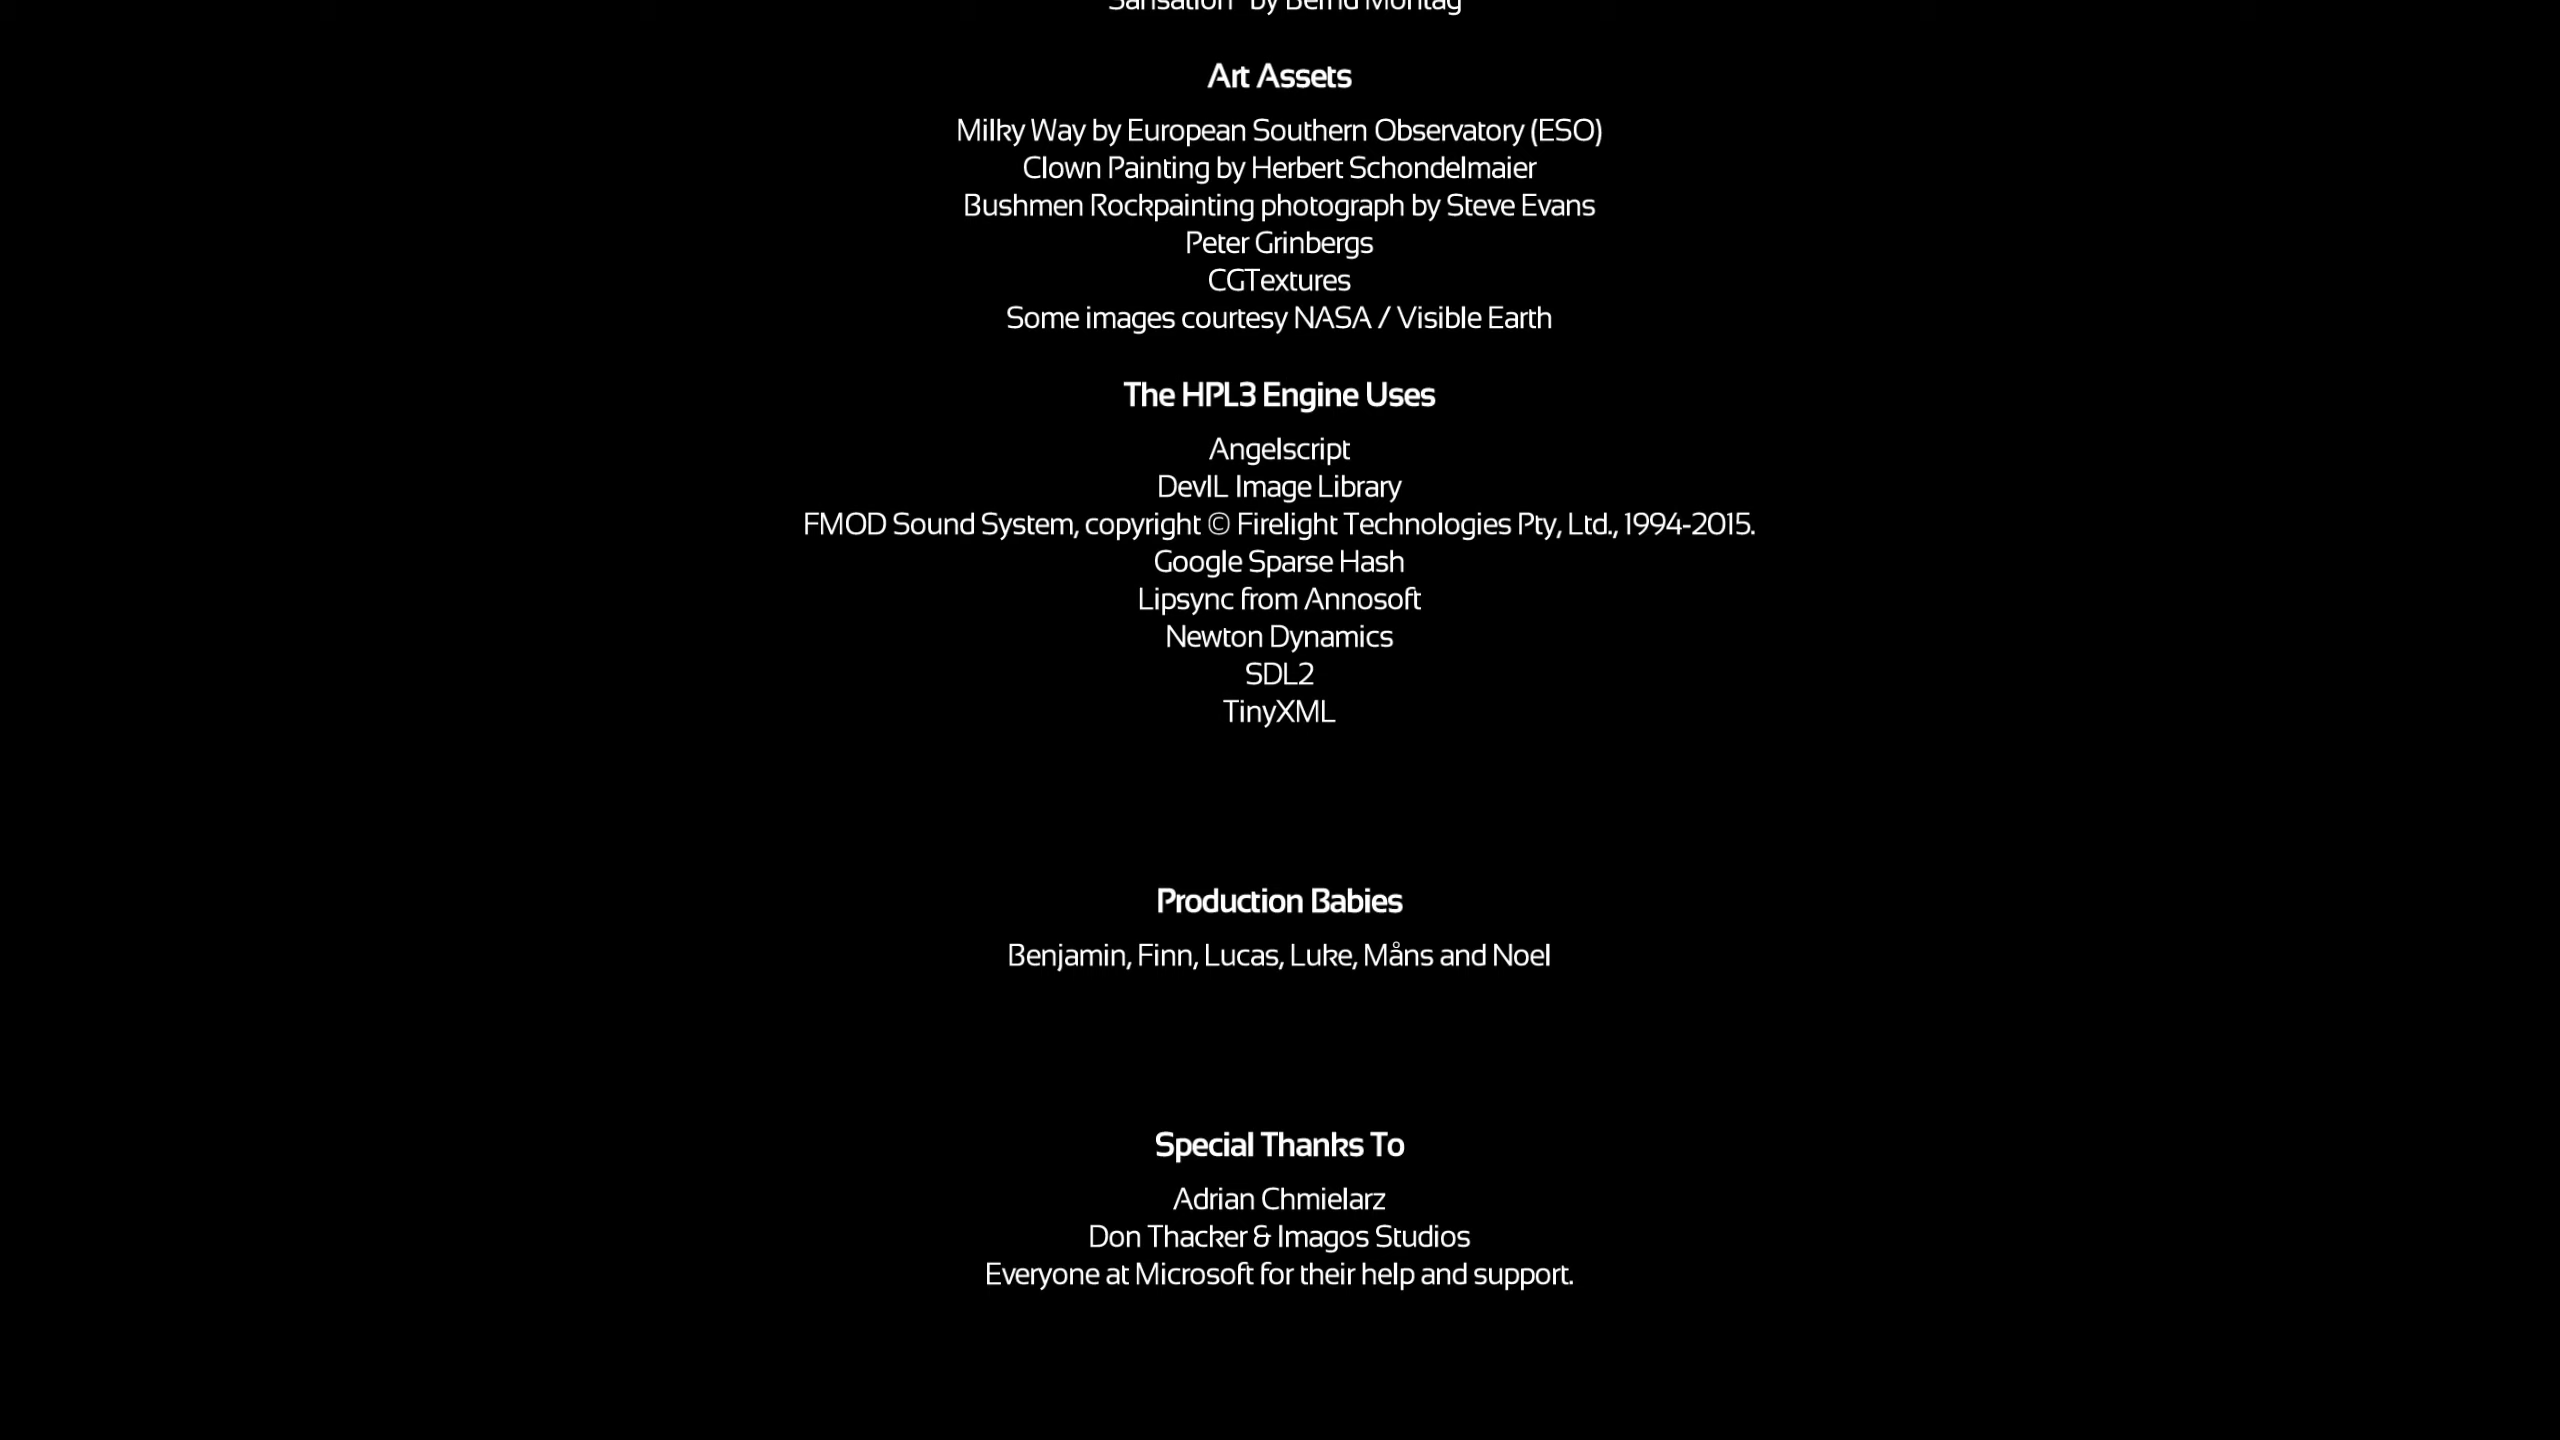 Sansation by Bernd Montag
Art Assets
Milky Way by European Southern Observatory (ESO)
Clown Painting by Herbert Schondelmaier
Bushmen Rockpainting photograph by Steve Evans
Peter Grinbergs
CGTextures
Some images courtesy NASA / Visible Earth
The HPL3 Engine Uses
Angelscript
DevIL Image Library
FMOD Sound System, copyright © Firelight Technologies Pty, Ltd., 1994-2015.
Google Sparse Hash
Lipsync from Annosoft
Newton Dynamics
SDL2
TinyXML
Production Babies
Benjamin, Finn, Lucas, Luke, Måns and Noel
Special Thanks To
Adrian Chmielarz
Don Thacker & Imagos Studios
Everyone at Microsoft for their help and support.